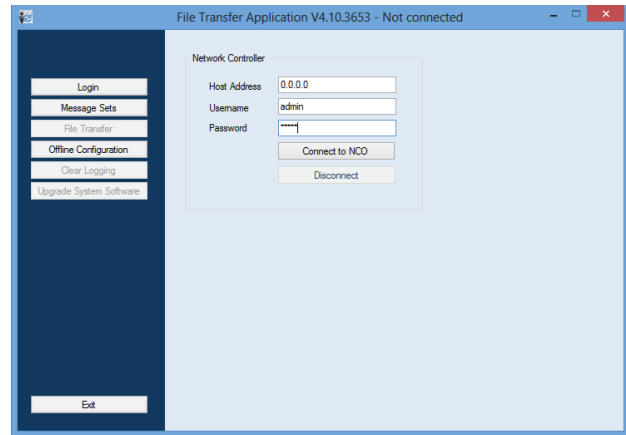 File Transfer Application V4.10.3653 - Not connected
Login
Message Sets
File Transfer
Offline Configuration
Clear Logging
Upgrade System Software
Exit
Network Controller
Host Address 0.0.0.0
Username admin
Password •••••
Connect to NCO
Disconnect